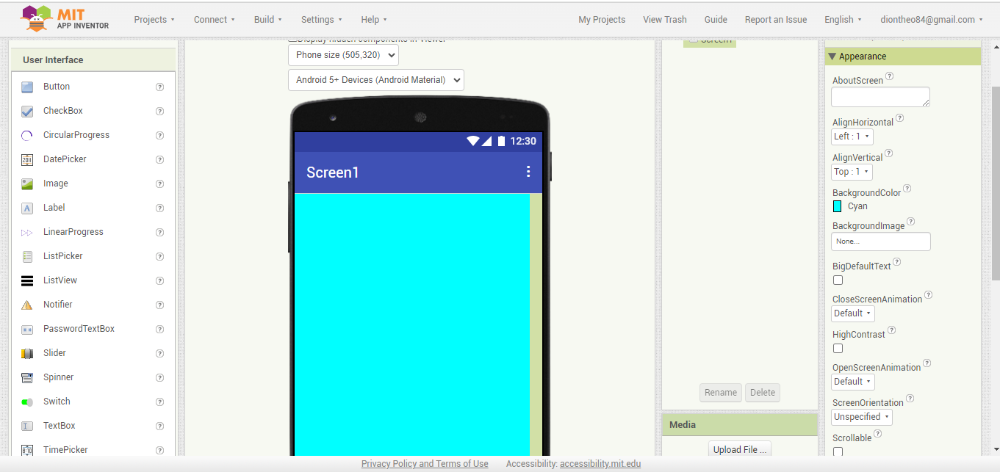 MIT
APP INVENTOR
Projects
Connect
Build
Settings
Help
My Projects
View Trash
Guide
Report an Issue
English
diontheo84@gmail.com
User Interface
Button
CheckBox
CircularProgress
DatePicker
Image
Label
LinearProgress
ListPicker
ListView
Notifier
PasswordTextBox
Slider
Spinner
Switch
TextBox
TimePicker
Display hidden components in Viewer
Phone size (505,320)
Android 5+ Devices (Android Material)
12:30
Screen1
Screen1
Rename
Delete
Media
Upload File ...
Appearance
AboutScreen
AlignHorizontal
Left : 1
AlignVertical
Top : 1
BackgroundColor
Cyan
BackgroundImage
None...
BigDefaultText
CloseScreenAnimation
Default
HighContrast
OpenScreenAnimation
Default
ScreenOrientation
Unspecified
Scrollable
Privacy Policy and Terms of Use
Accessibility: accessibility.mit.edu